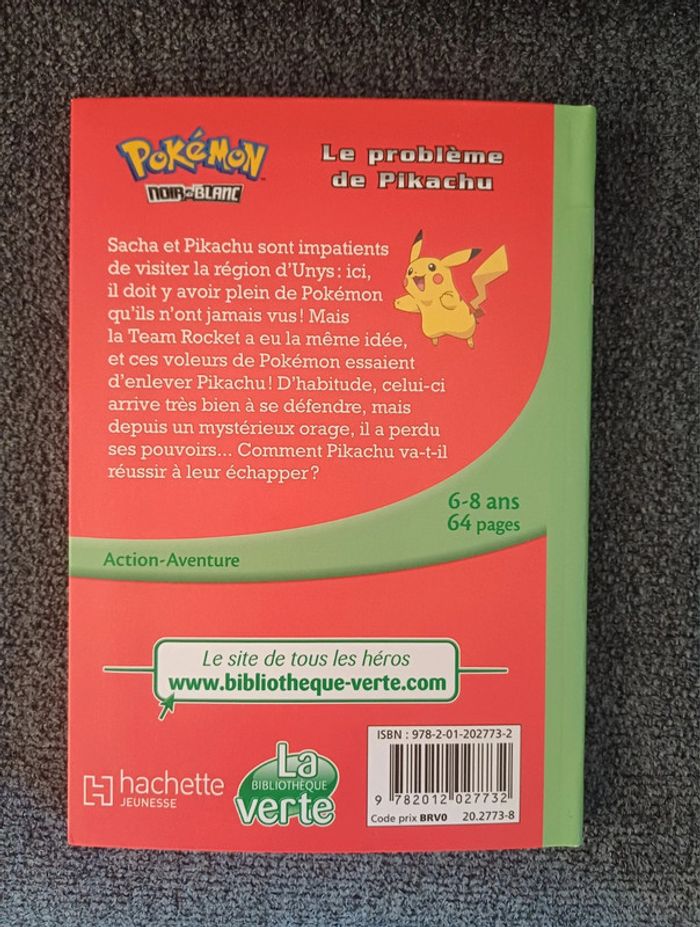 POKÉMON
NOIR & BLANC
Le problème
de Pikachu
Sacha et Pikachu sont impatients
de visiter la région d'Unys : ici,
il doit y avoir plein de Pokémon
qu'ils n'ont jamais vus ! Mais
la Team Rocket a eu la même idée,
et ces voleurs de Pokémon essaient
d'enlever Pikachu ! D'habitude, celui-ci
arrive très bien à se défendre, mais
depuis un mystérieux orage, il a perdu
ses pouvoirs... Comment Pikachu va-t-il
réussir à leur échapper ?
6-8 ans
64 pages
Action-Aventure
Le site de tous les héros
www.bibliotheque-verte.com
hachette
JEUNESSE
La
BIBLIOTHÈQUE
verte
ISBN : 978-2-01-202773-2
9 782012 027732
Code prix BRV0 20.2773-8